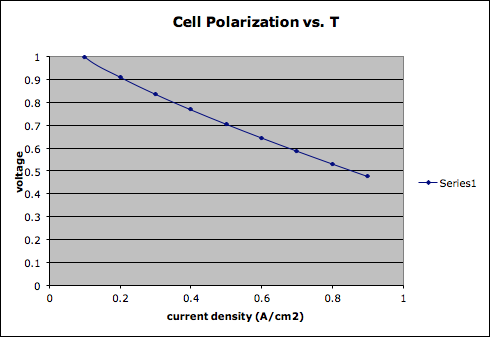 Cell Polarization vs. T
voltage
1
0.9
0.8
0.7
0.6
0.5
0.4
0.3
0.2
0.1
0
0 0.2 0.4 0.6 0.8 1
current density (A/cm2)
Series1